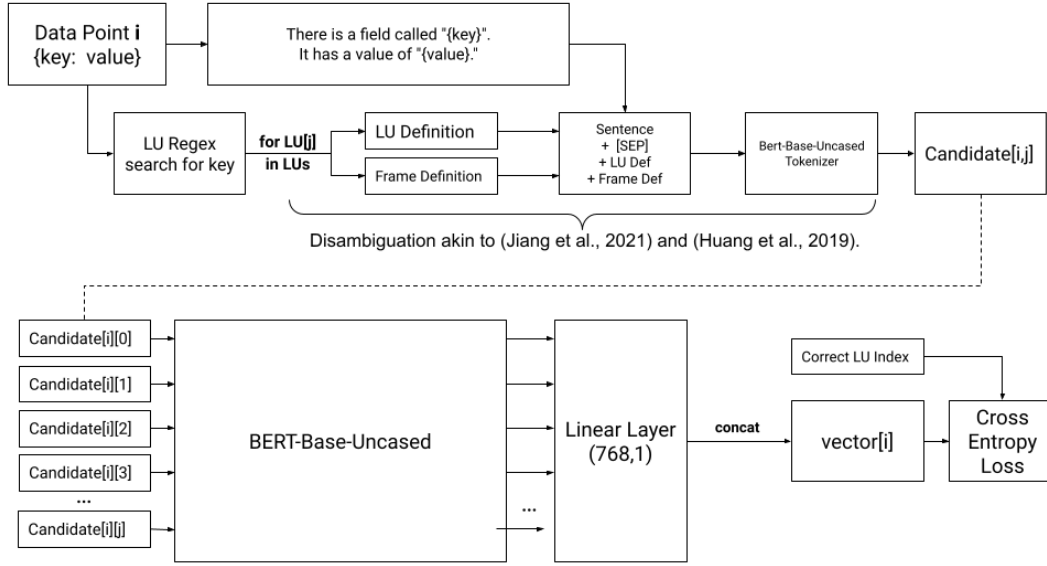 Data Point i
{key: value}
There is a field called "{key}".
It has a value of "{value}."
LU Regex
search for key
for LU[j]
in LUs
LU Definition
Frame Definition
Sentence
+ [SEP]
+ LU Def
+ Frame Def
Bert-Base-Uncased
Tokenizer
Candidate[i,j]
Disambiguation akin to (Jiang et al., 2021) and (Huang et al., 2019).
Candidate[i][0]
Candidate[i][1]
Candidate[i][2]
Candidate[i][3]
...
Candidate[i][j]
BERT-Base-Uncased
...
Linear Layer
(768,1)
concat
Correct LU Index
vector[i]
Cross
Entropy
Loss